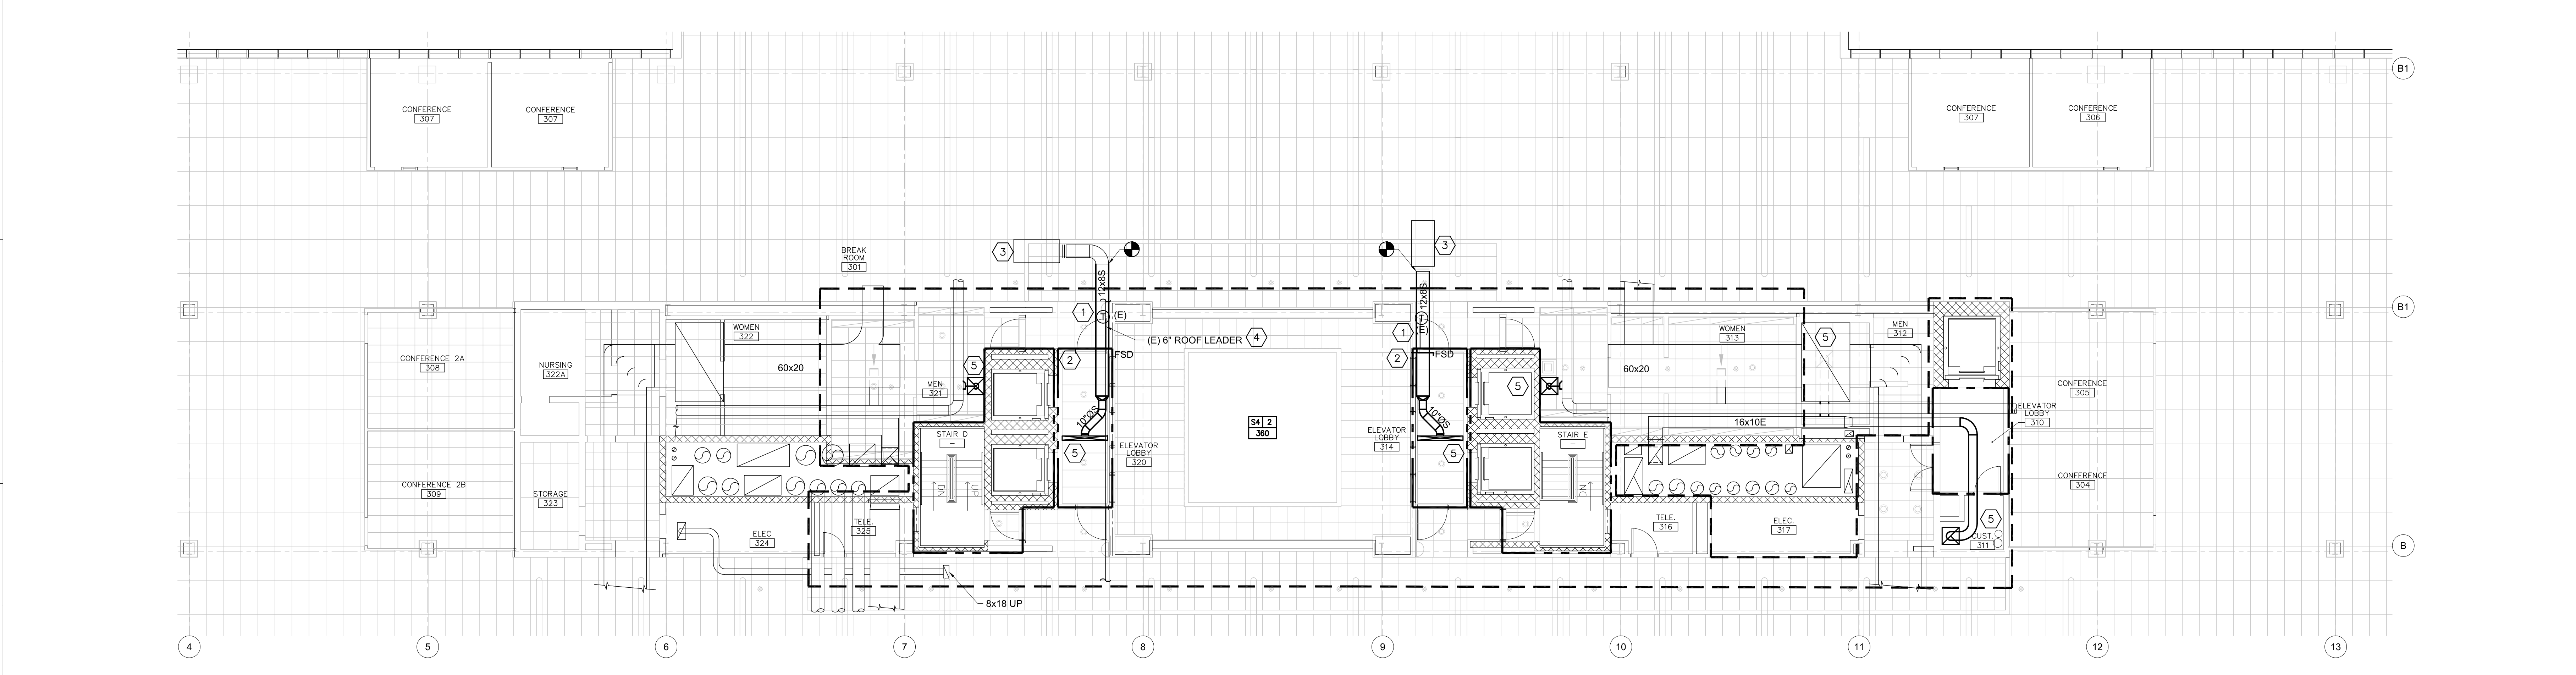 B1
CONFERENCE
307
CONFERENCE
307
CONFERENCE
307
CONFERENCE
306
BREAK
ROOM
301
3
3
12x8S
12x8S
1
T
(E)
1
T
(E)
(E) 6" ROOF LEADER
4
B1
WOMEN
322
WOMEN
313
5
MEN
312
CONFERENCE 2A
308
NURSING
322A
60x20
5
MEN
321
2
FSD
2
FSD
5
60x20
CONFERENCE
305
ELEVATOR
LOBBY
310
10"ØS
10"ØS
16x10E
S4
2
360
STAIR D
-
STAIR E
-
ELEVATOR
LOBBY
320
ELEVATOR
LOBBY
314
5
5
CONFERENCE 2B
309
STORAGE
323
DN
UP
DN
CONFERENCE
304
ELEC
324
TELE.
325
TELE.
316
ELEC.
317
5
CUST.
311
B
8x18 UP
4
5
6
7
8
9
10
11
12
13